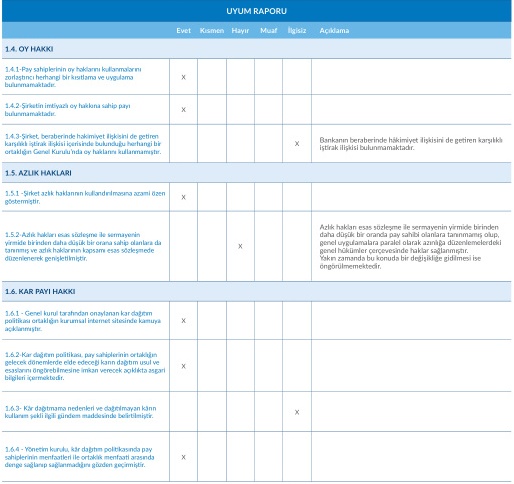 UYUM RAPORU
Evet Kısmen Hayır Muaf İlgisiz Açıklama
1.4. OY HAKKI
1.4.1-Pay sahiplerinin oy haklarını kullanmalarını
zorlaştırıcı herhangi bir kısıtlama ve uygulama
bulunmamaktadır.
X
1.4.2-Şirketin imtiyazlı oy hakkına sahip payı
bulunmamaktadır.
X
1.4.3-Şirket, beraberinde hakimiyet ilişkisini de getiren
karşılıklı iştirak ilişkisi içerisinde bulunduğu herhangi bir
ortaklığın Genel Kurulu'nda oy haklarını kullanmamıştır.
X
Bankanın beraberinde hâkimiyet ilişkisini de getiren karşılıklı
iştirak ilişkisi bulunmamaktadır.
1.5. AZLIK HAKLARI
1.5.1 -Şirket azlık haklarının kullandırılmasına azami özen
göstermiştir.
X
1.5.2-Azlık hakları esas sözleşme ile sermayenin
yirmide birinden daha düşük bir orana sahip olanlara da
tanınmış ve azlık haklarının kapsamı esas sözleşmede
düzenlenerek genişletilmiştir.
X
Azlık hakları esas sözleşme ile sermayenin yirmide birinden
daha düşük bir oranda pay sahibi olanlara tanınmamış olup,
genel uygulamalara paralel olarak azınlığa düzenlemelerdeki
genel hükümler çerçevesinde haklar sağlanmıştır.
Yakın zamanda bu konuda bir değişikliğe gidilmesi ise
öngörülmemektedir.
1.6. KAR PAYI HAKKI
1.6.1 - Genel kurul tarafından onaylanan kar dağıtım
politikası ortaklığın kurumsal internet sitesinde kamuya
açıklanmıştır.
X
1.6.2-Kar dağıtım politikası, pay sahiplerinin ortaklığın
gelecek dönemlerde elde edeceği karın dağıtım usul ve
esaslarını öngörebilmesine imkan verecek açıklıkta asgari
bilgileri içermektedir.
X
1.6.3- Kâr dağıtmama nedenleri ve dağıtılmayan kârın
kullanım şekli ilgili gündem maddesinde belirtilmiştir.
X
1.6.4 - Yönetim kurulu, kâr dağıtım politikasında pay
sahiplerinin menfaatleri ile ortaklık menfaati arasında
denge sağlanıp sağlanmadığını gözden geçirmiştir.
X